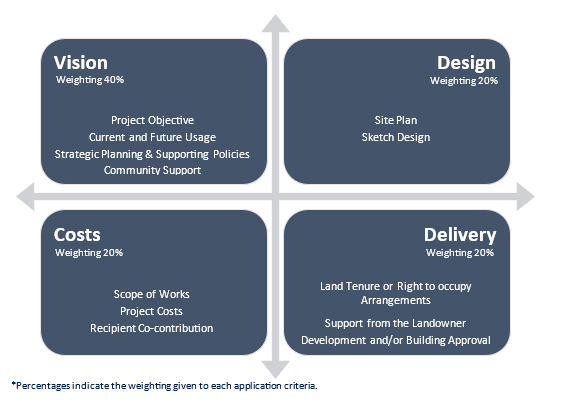 Vision
Weighting 40%
Project Objective
Current and Future Usage
Strategic Planning & Supporting Policies
Community Support
Design
Weighting 20%
Site Plan
Sketch Design
Costs
Weighting 20%
Scope of Works
Project Costs
Recipient Co-contribution
Delivery
Weighting 20%
Land Tenure or Right to occupy
Arrangements
Support from the Landowner
Development and/or Building Approval
*Percentages indicate the weighting given to each application criteria.